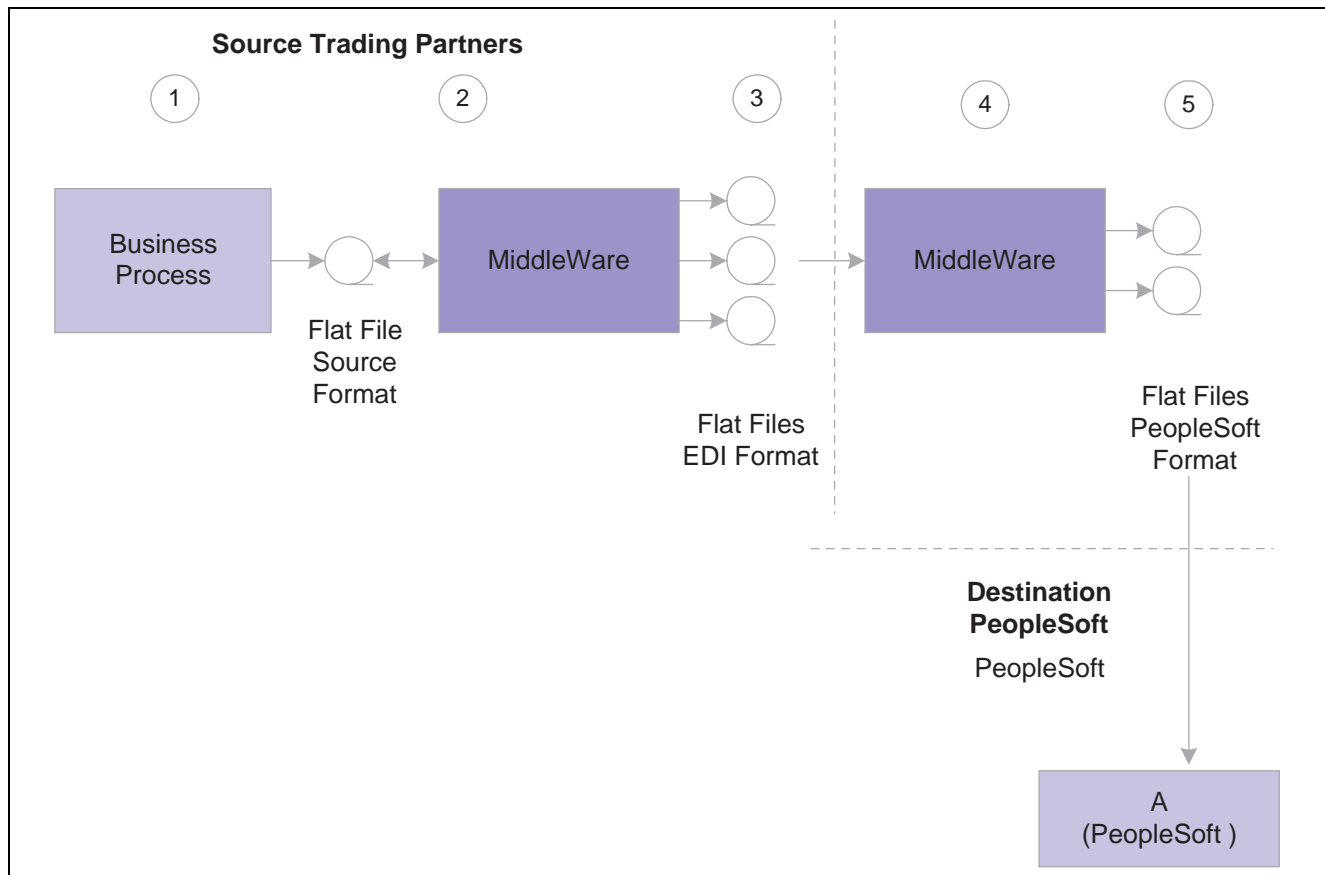 Source Trading Partners
1
2
3
4
5
Business
Process
MiddleWare
MiddleWare
Flat File
Source
Format
Flat Files
EDI Format
Flat Files
PeopleSoft
Format
Destination
PeopleSoft
PeopleSoft
A
(PeopleSoft )